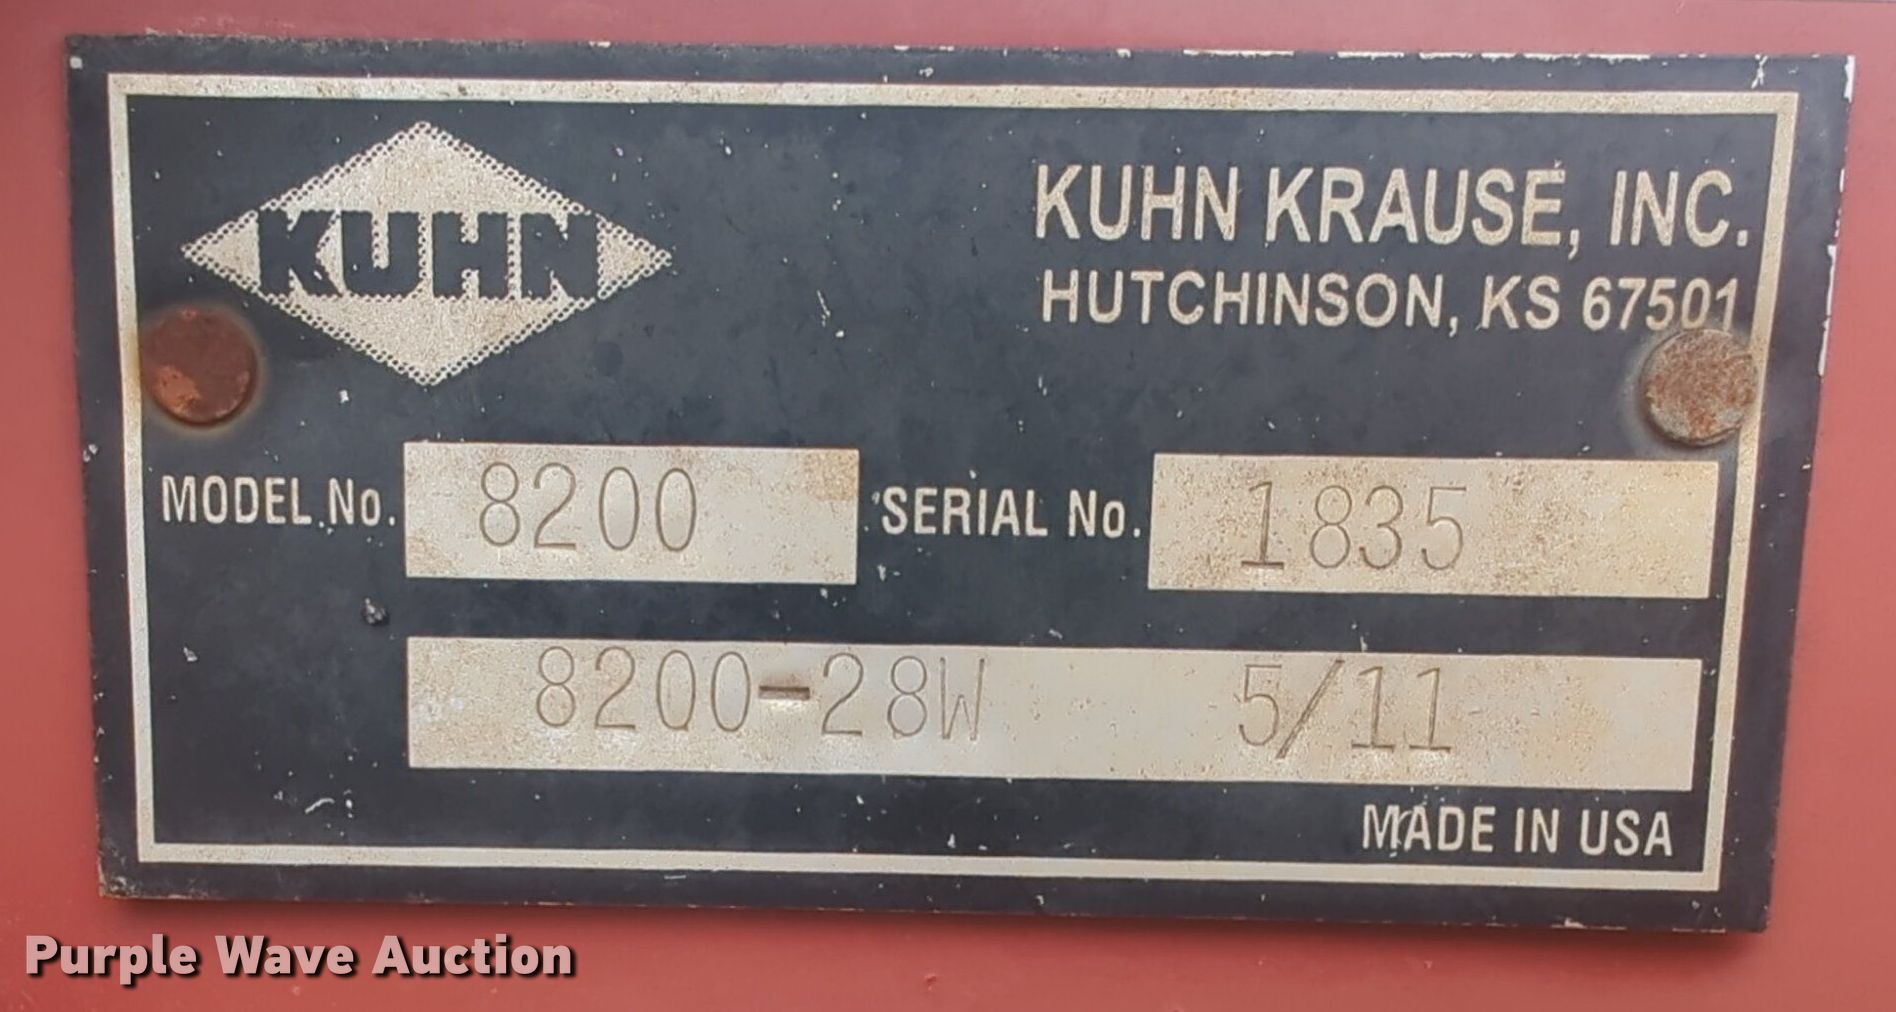 KUHN
KUHN KRAUSE, INC.
HUTCHINSON, KS 67501
MODEL No. 8200 SERIAL No. 1835
8200-28W 5/11
MADE IN USA
Purple Wave Auction